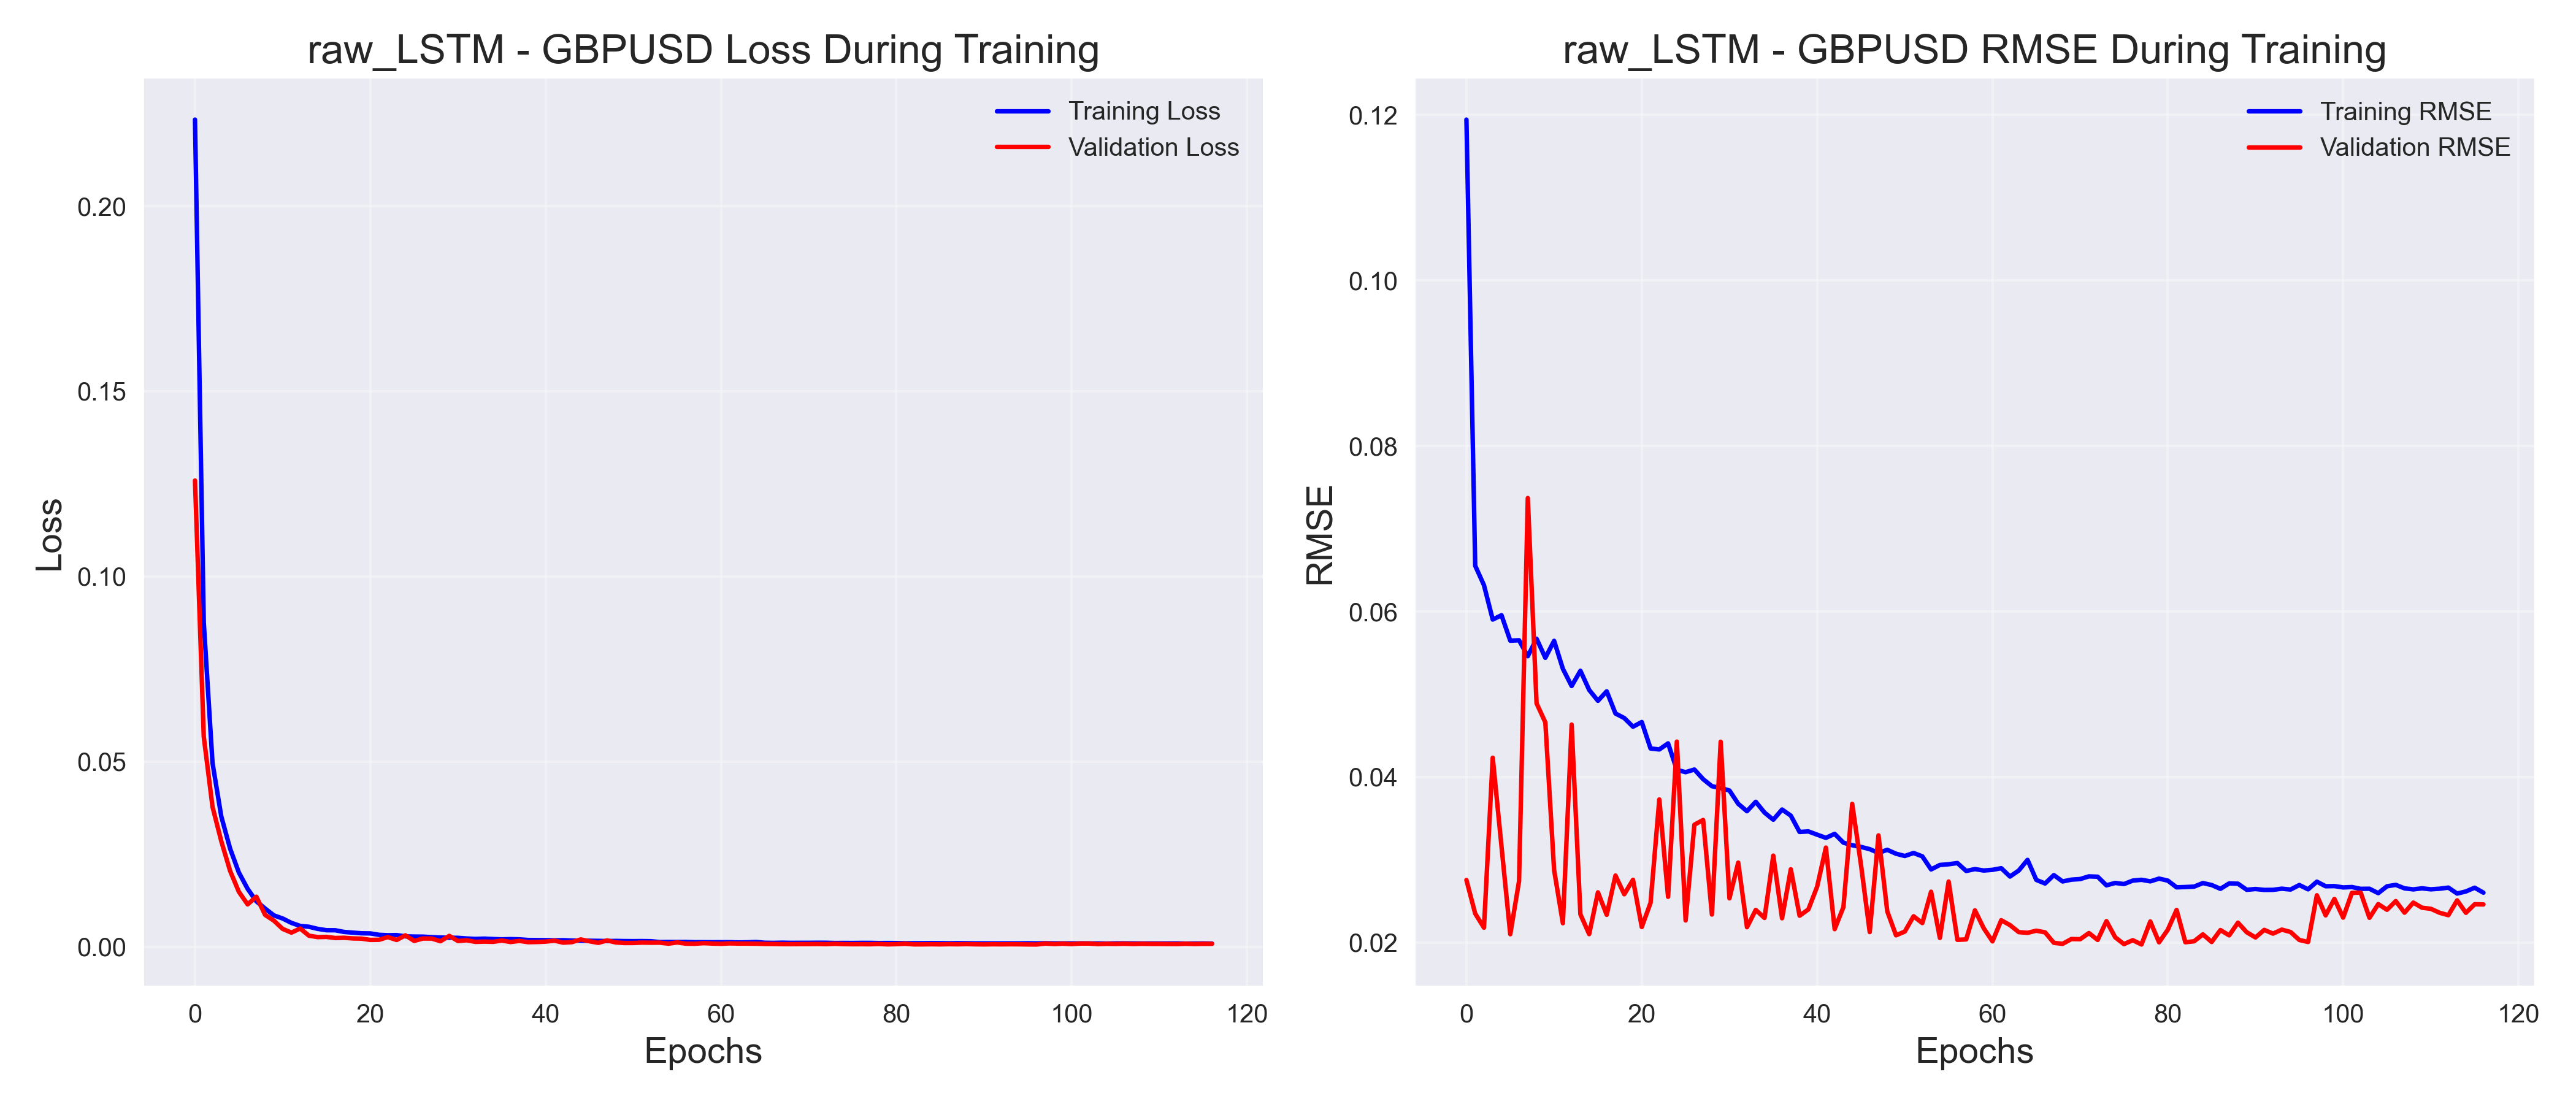 raw_LSTM - GBPUSD Loss During Training
Training Loss
Validation Loss
Loss
0.20
0.15
0.10
0.05
0.00
0 20 40 60 80 100 120
Epochs
raw_LSTM - GBPUSD RMSE During Training
Training RMSE
Validation RMSE
RMSE
0.12
0.10
0.08
0.06
0.04
0.02
0 20 40 60 80 100 120
Epochs